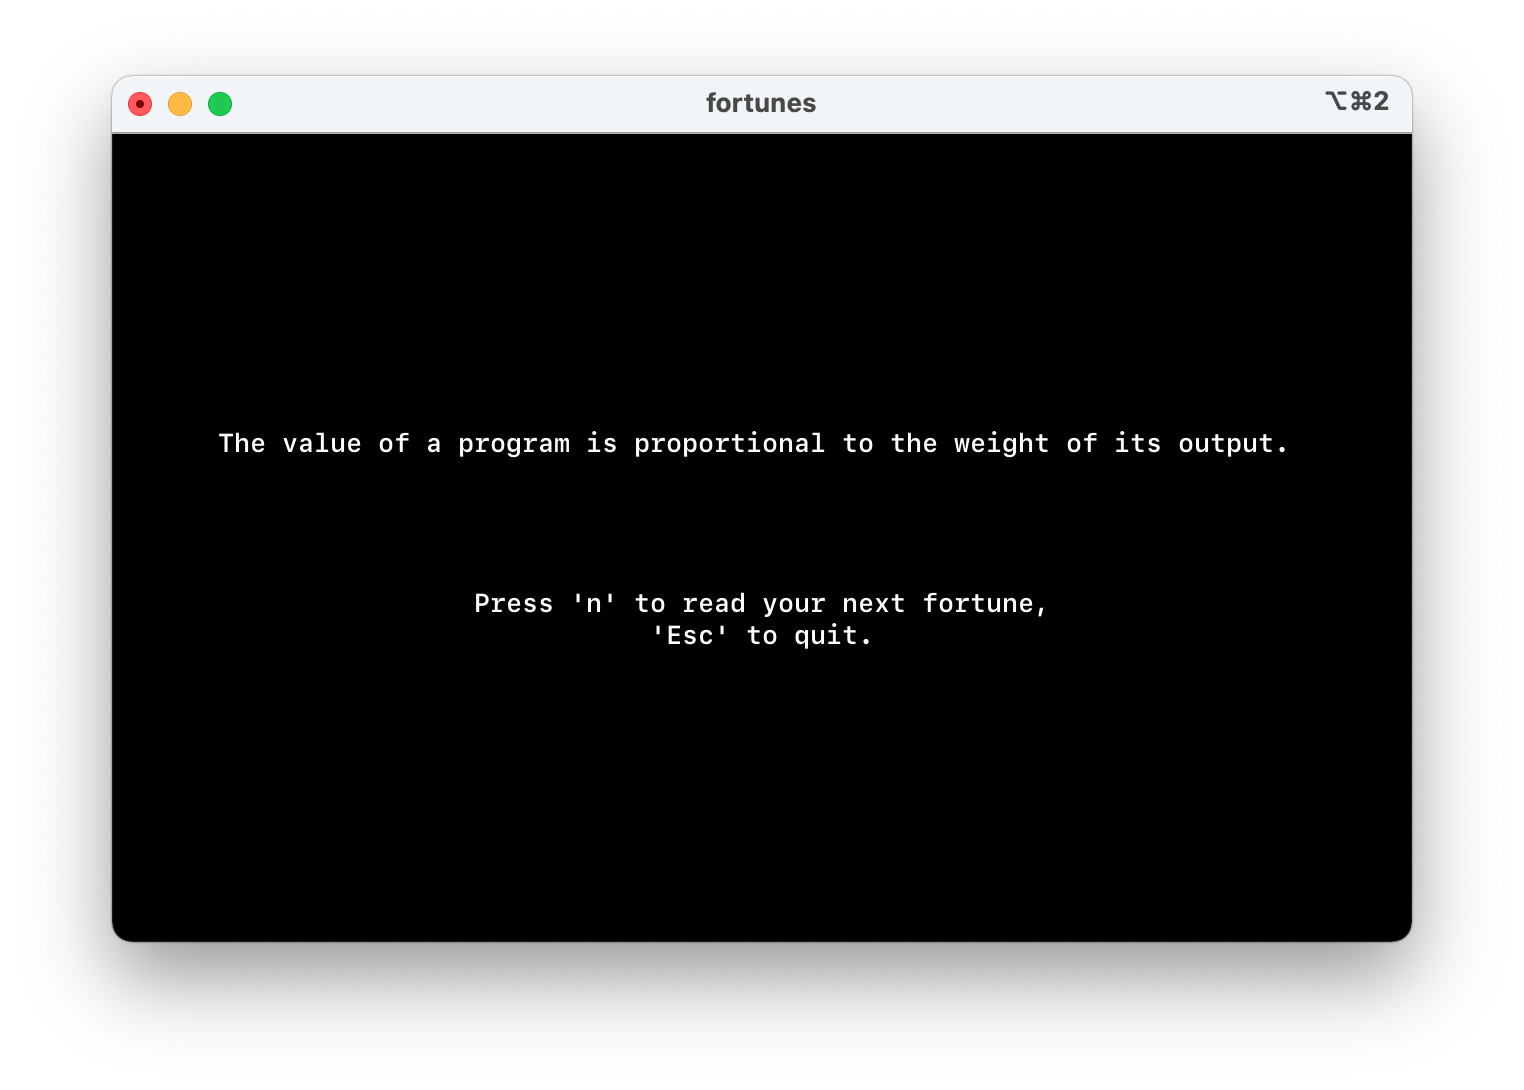 fortunes
⌥⌘2
The value of a program is proportional to the weight of its output.
Press 'n' to read your next fortune,
'Esc' to quit.